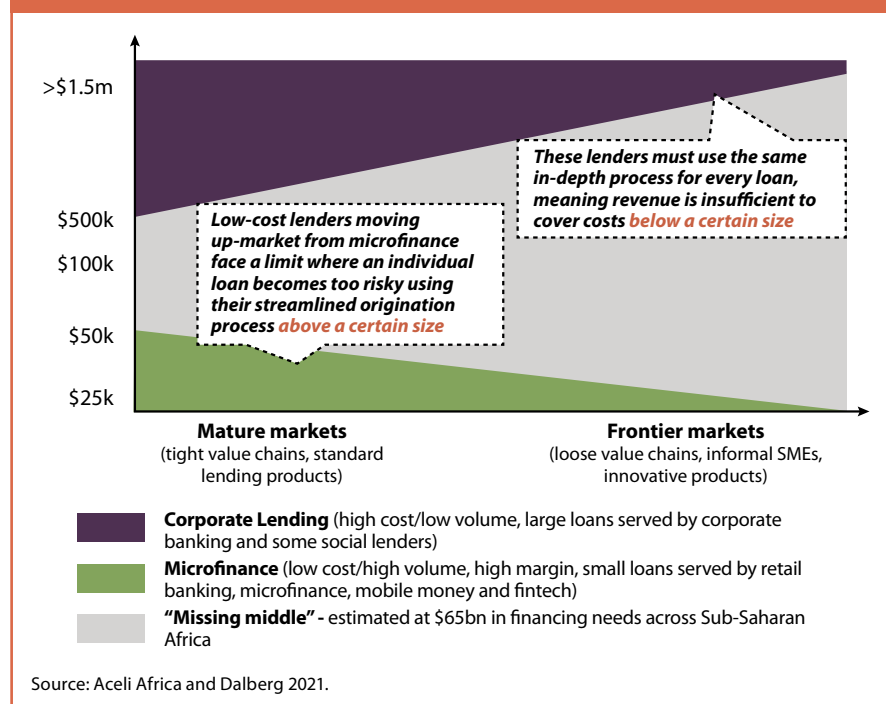 >$1.5m
These lenders must use the same
in-depth process for every loan,
meaning revenue is insufficient to
cover costs below a certain size
$500k
Low-cost lenders moving
up-market from microfinance
face a limit where an individual
loan becomes too risky using
their streamlined origination
process above a certain size
$100k
$50k
$25k
Mature markets
(tight value chains, standard
lending products)
Frontier markets
(loose value chains, informal SMEs,
innovative products)
Corporate Lending (high cost/low volume, large loans served by corporate
banking and some social lenders)
Microfinance (low cost/high volume, high margin, small loans served by retail
banking, microfinance, mobile money and fintech)
“Missing middle” - estimated at $65bn in financing needs across Sub-Saharan
Africa
Source: Aceli Africa and Dalberg 2021.